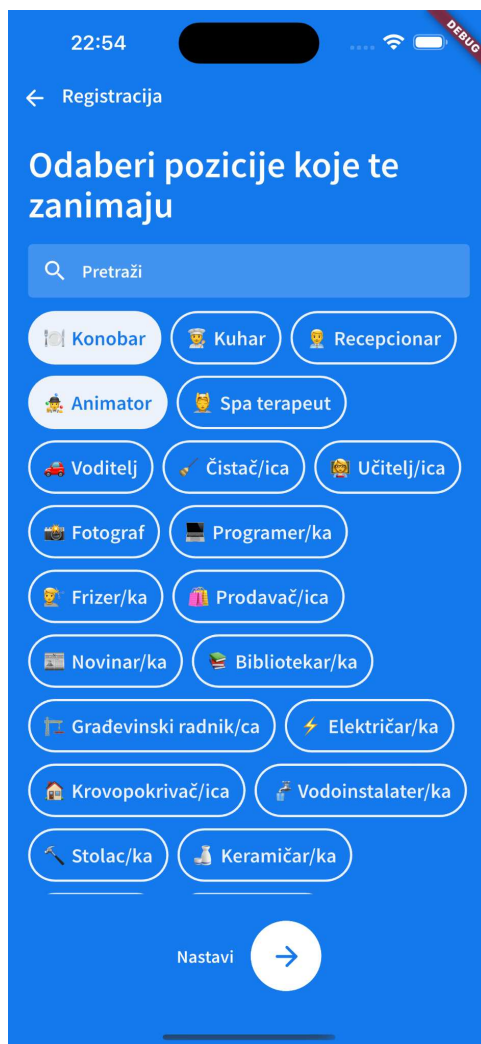 22:54
DEBUG
Registracija
Odaberi pozicije koje te
zanimaju
Pretraži
Konobar Kuhar Recepcionar
Animator Spa terapeut
Voditelj Čistač/ica Učitelj/ica
Fotograf Programer/ka
Frizer/ka Prodavač/ica
Novinar/ka Bibliotekar/ka
Građevinski radnik/ca Električar/ka
Krovopokrivač/ica Vodoinstalater/ka
Stolac/ka Keramičar/ka
Nastavi